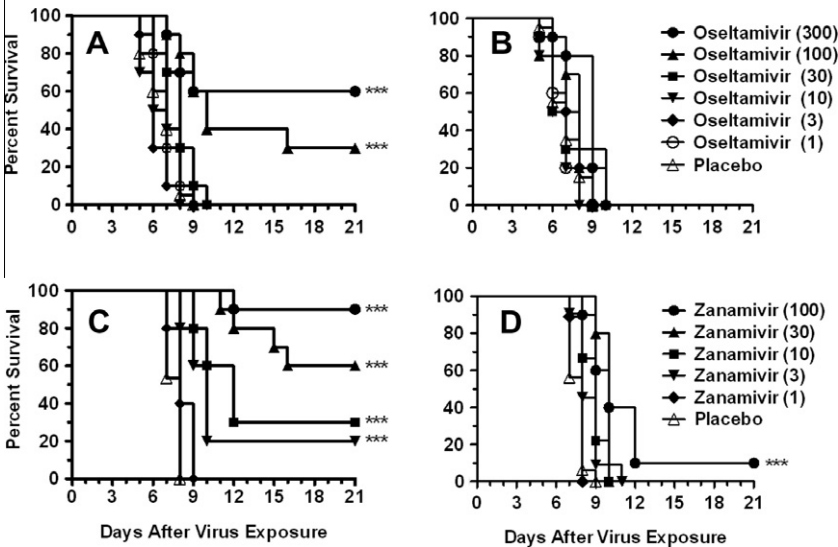 A
Percent Survival
100
80
60
40
20
0
0 3 6 9 12 15 18 21
***
***
B
100
80
60
40
20
0
0 3 6 9 12 15 18 21
Oseltamivir (300)
Oseltamivir (100)
Oseltamivir (30)
Oseltamivir (10)
Oseltamivir (3)
Oseltamivir (1)
Placebo
C
Percent Survival
100
80
60
40
20
0
0 3 6 9 12 15 18 21
***
***
***
***
Days After Virus Exposure
D
100
80
60
40
20
0
0 3 6 9 12 15 18 21
***
Zanamivir (100)
Zanamivir (30)
Zanamivir (10)
Zanamivir (3)
Zanamivir (1)
Placebo
Days After Virus Exposure